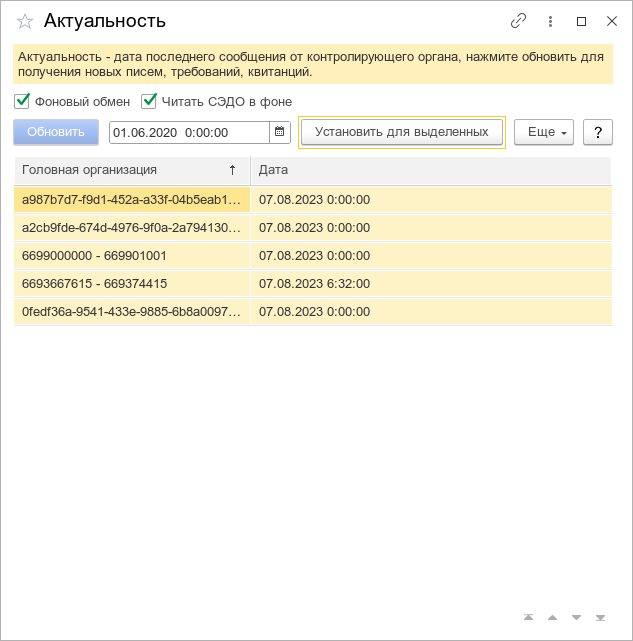 Актуальность
Актуальность - дата последнего сообщения от контролирующего органа, нажмите обновить для
получения новых писем, требований, квитанций.
Фоновый обмен Читать СЭДО в фоне
Обновить 01.06.2020 0:00:00 Установить для выделенных Еще ?
Головная организация ↑ Дата
a987b7d7-f9d1-452a-a33f-04b5eab1... 07.08.2023 0:00:00
a2cb9fde-674d-4976-9f0a-2a794130... 07.08.2023 0:00:00
6699000000 - 669901001 07.08.2023 0:00:00
6693667615 - 669374415 07.08.2023 6:32:00
0fedf36a-9541-433e-9885-6b8a0097... 07.08.2023 0:00:00